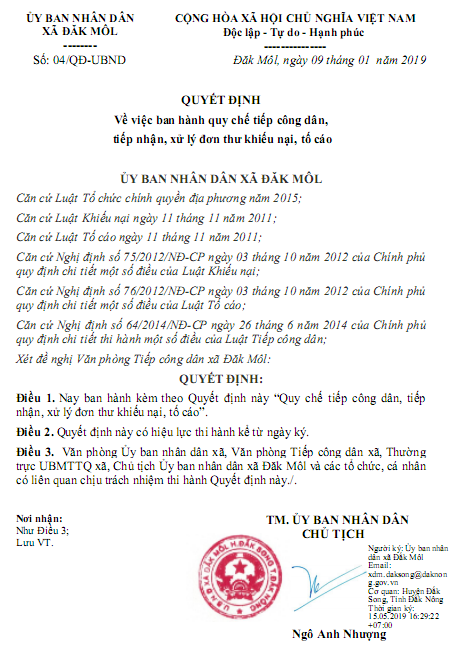 ỦY BAN NHÂN DÂN
XÃ ĐĂK MÔL
--------
Số: 04/QĐ-UBND
CỘNG HÒA XÃ HỘI CHỦ NGHĨA VIỆT NAM
Độc lập - Tự do - Hạnh phúc
---------------
Đăk Môl, ngày 09 tháng 01 năm 2019
QUYẾT ĐỊNH
Về việc ban hành quy chế tiếp công dân,
tiếp nhận, xử lý đơn thư khiếu nại, tố cáo
ỦY BAN NHÂN DÂN XÃ ĐĂK MÔL
Căn cứ Luật Tổ chức chính quyền địa phương năm 2015;
Căn cứ Luật Khiếu nại ngày 11 tháng 11 năm 2011;
Căn cứ Luật Tố cáo ngày 11 tháng 11 năm 2011;
Căn cứ Nghị định số 75/2012/NĐ-CP ngày 03 tháng 10 năm 2012 của Chính phủ
quy định chi tiết một số điều của Luật Khiếu nại;
Căn cứ Nghị định số 76/2012/NĐ-CP ngày 03 tháng 10 năm 2012 của Chính phủ
quy định chi tiết một số điều của Luật Tố cáo;
Căn cứ Nghị định số 64/2014/NĐ-CP ngày 26 tháng 6 năm 2014 của Chính phủ
quy định chi tiết thi hành một số điều của Luật Tiếp công dân;
Xét đề nghị Văn phòng Tiếp công dân xã Đăk Môl:
QUYẾT ĐỊNH:
Điều 1. Nay ban hành kèm theo Quyết định này “Quy chế tiếp công dân, tiếp
nhận, xử lý đơn thư khiếu nại, tố cáo”.
Điều 2. Quyết định này có hiệu lực thi hành kể từ ngày ký.
Điều 3. Văn phòng Ủy ban nhân dân xã, Văn phòng Tiếp công dân xã, Thường
trực UBMTTQ xã, Chủ tịch Ủy ban nhân dân xã Đăk Môl và các tổ chức, cá nhân
có liên quan chịu trách nhiệm thi hành Quyết định này./.
Nơi nhận:
Như Điều 3;
Lưu VT.
TM. ỦY BAN NHÂN DÂN
CHỦ TỊCH
U.B.N.D XÃ ĐĂK MÔL H.ĐĂK SONG T.ĐĂK NÔNG
Người ký: Ủy ban nhân
dân xã Đăk Môl
Email:
xdm.daksong@daknon
g.gov.vn
Cơ quan: Huyện Đắk
Song, Tỉnh Đắk Nông
Thời gian ký:
15.05.2019 16:29:22
+07:00
Ngô Anh Nhượng